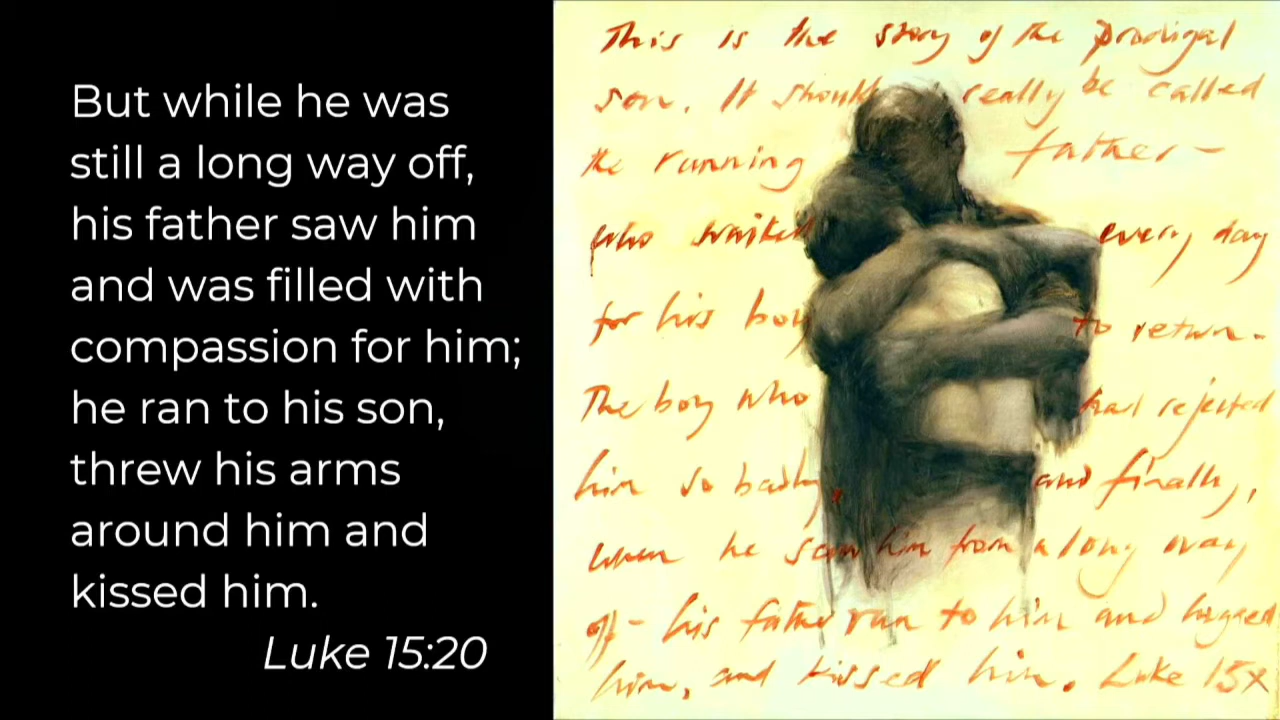 But while he was
still a long way off,
his father saw him
and was filled with
compassion for him;
he ran to his son,
threw his arms
around him and
kissed him.
Luke 15:20
This is the story of the prodigal
son. It should really be called
the running father-
who waited every day
for his boy to return.
The boy who had rejected
him so badly, and finally,
when he saw him from a long way
off- his father ran to him and hugged
him, and kissed him. Luke 15x